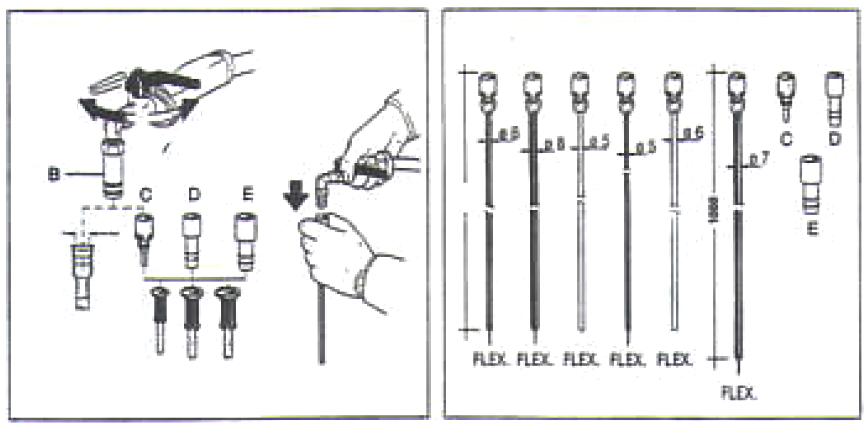 B
C D E
ø 6 ø 8 ø 5 ø 5 ø 6
ø 7
C D
E
1000
FLEX. FLEX. FLEX. FLEX. FLEX.
FLEX.